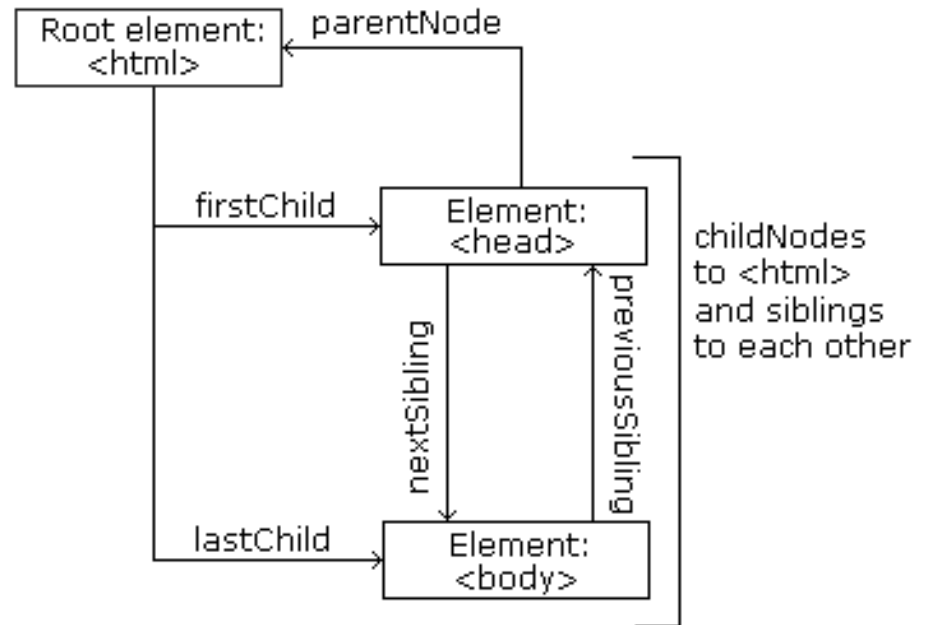 Root element:
<html>
parentNode
firstChild
Element:
<head>
childNodes
to <html>
and siblings
to each other
nextSibling
previousSibling
lastChild
Element:
<body>